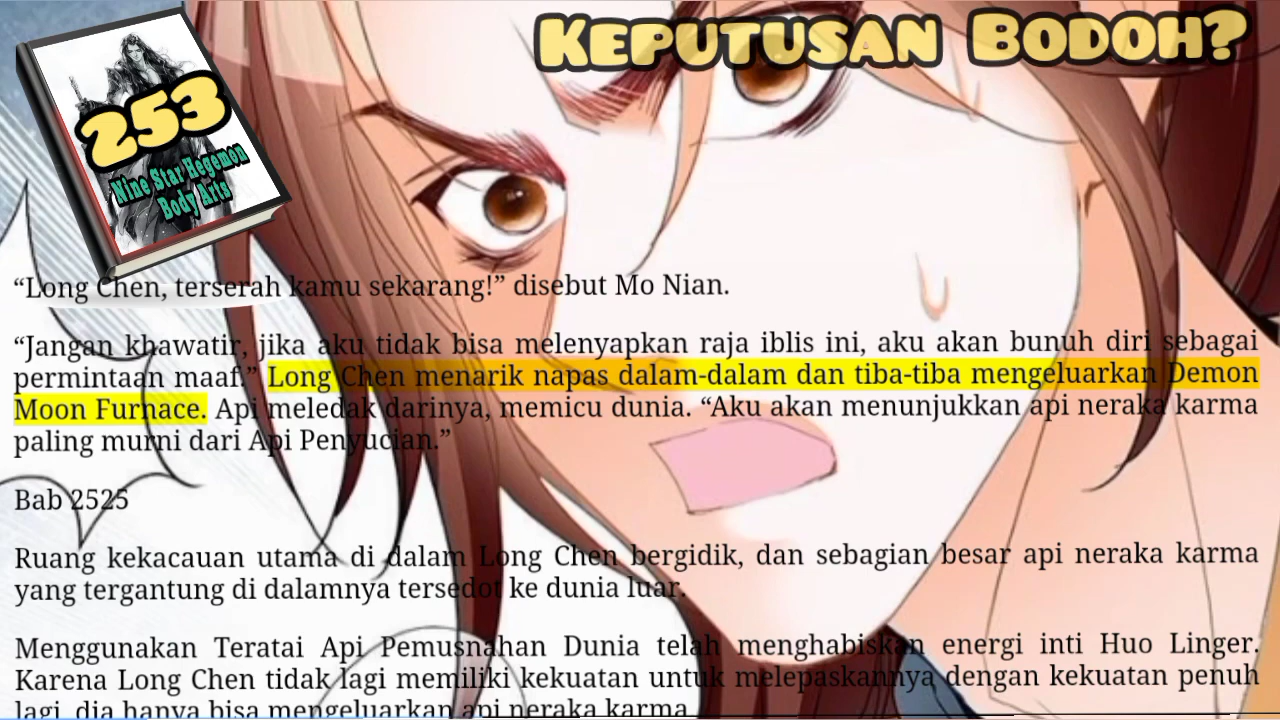 KEPUTUSAN BODOH?
253
Nine Star Hegemon
Body Arts
“Long Chen, terserah kamu sekarang!” disebut Mo Nian.
“Jangan khawatir, jika aku tidak bisa melenyapkan raja iblis ini, aku akan bunuh diri sebagai
permintaan maaf.” Long Chen menarik napas dalam-dalam dan tiba-tiba mengeluarkan Demon
Moon Furnace. Api meledak darinya, memicu dunia. “Aku akan menunjukkan api neraka karma
paling murni dari Api Penyucian.”
Bab 2525
Ruang kekacauan utama di dalam Long Chen bergidik, dan sebagian besar api neraka karma
yang tergantung di dalamnya tersedot ke dunia luar.
Menggunakan Teratai Api Pemusnahan Dunia telah menghabiskan energi inti Huo Linger.
Karena Long Chen tidak lagi memiliki kekuatan untuk melepaskannya dengan kekuatan penuh
lagi, dia hanya bisa mengeluarkan api neraka karma